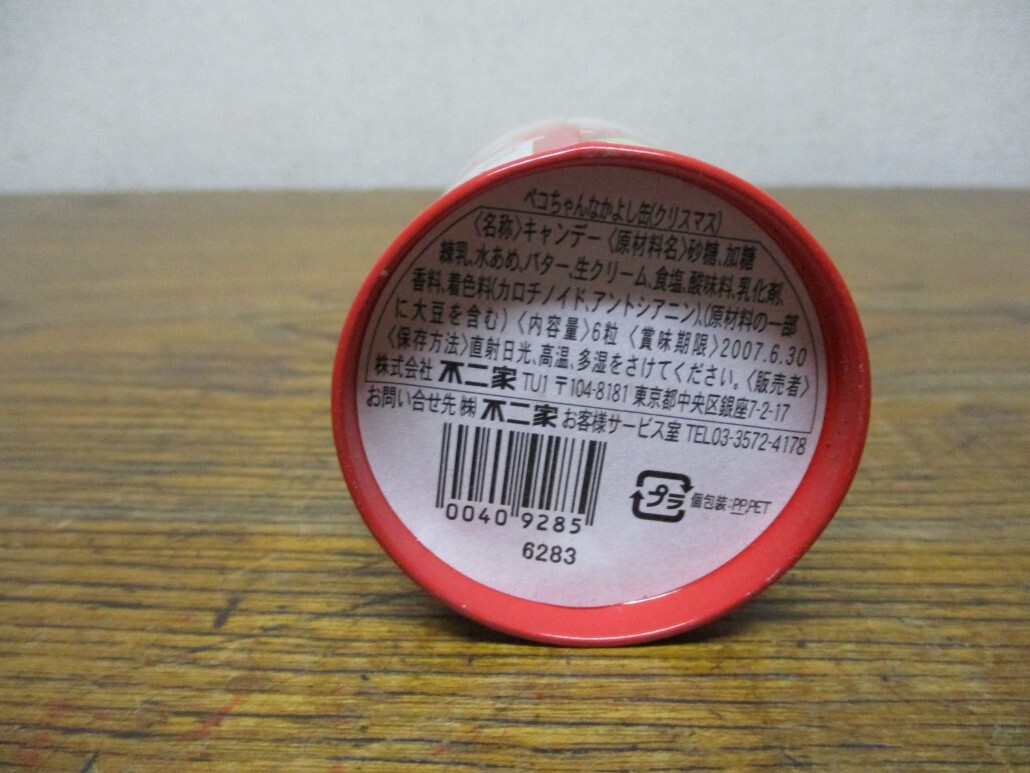 ペコちゃんなかよし缶(クリスマス)
〈名称〉キャンデー〈原材料名〉砂糖、加糖
練乳、水あめ、バター、生クリーム、食塩、酸味料、乳化剤、
香料、着色料(カロチノイド、アントシアニン)、(原材料の一部
に大豆を含む)〈内容量〉6粒〈賞味期限〉2007.6.30
〈保存方法〉直射日光、高温、多湿をさけてください。〈販売者〉
株式会社 不二家 TU1 〒104-8181 東京都中央区銀座7-2-17
お問い合せ先 ㈱不二家 お客様サービス室 TEL03-3572-4178
0040 9285
6283
プラ 個包装:PP,PET